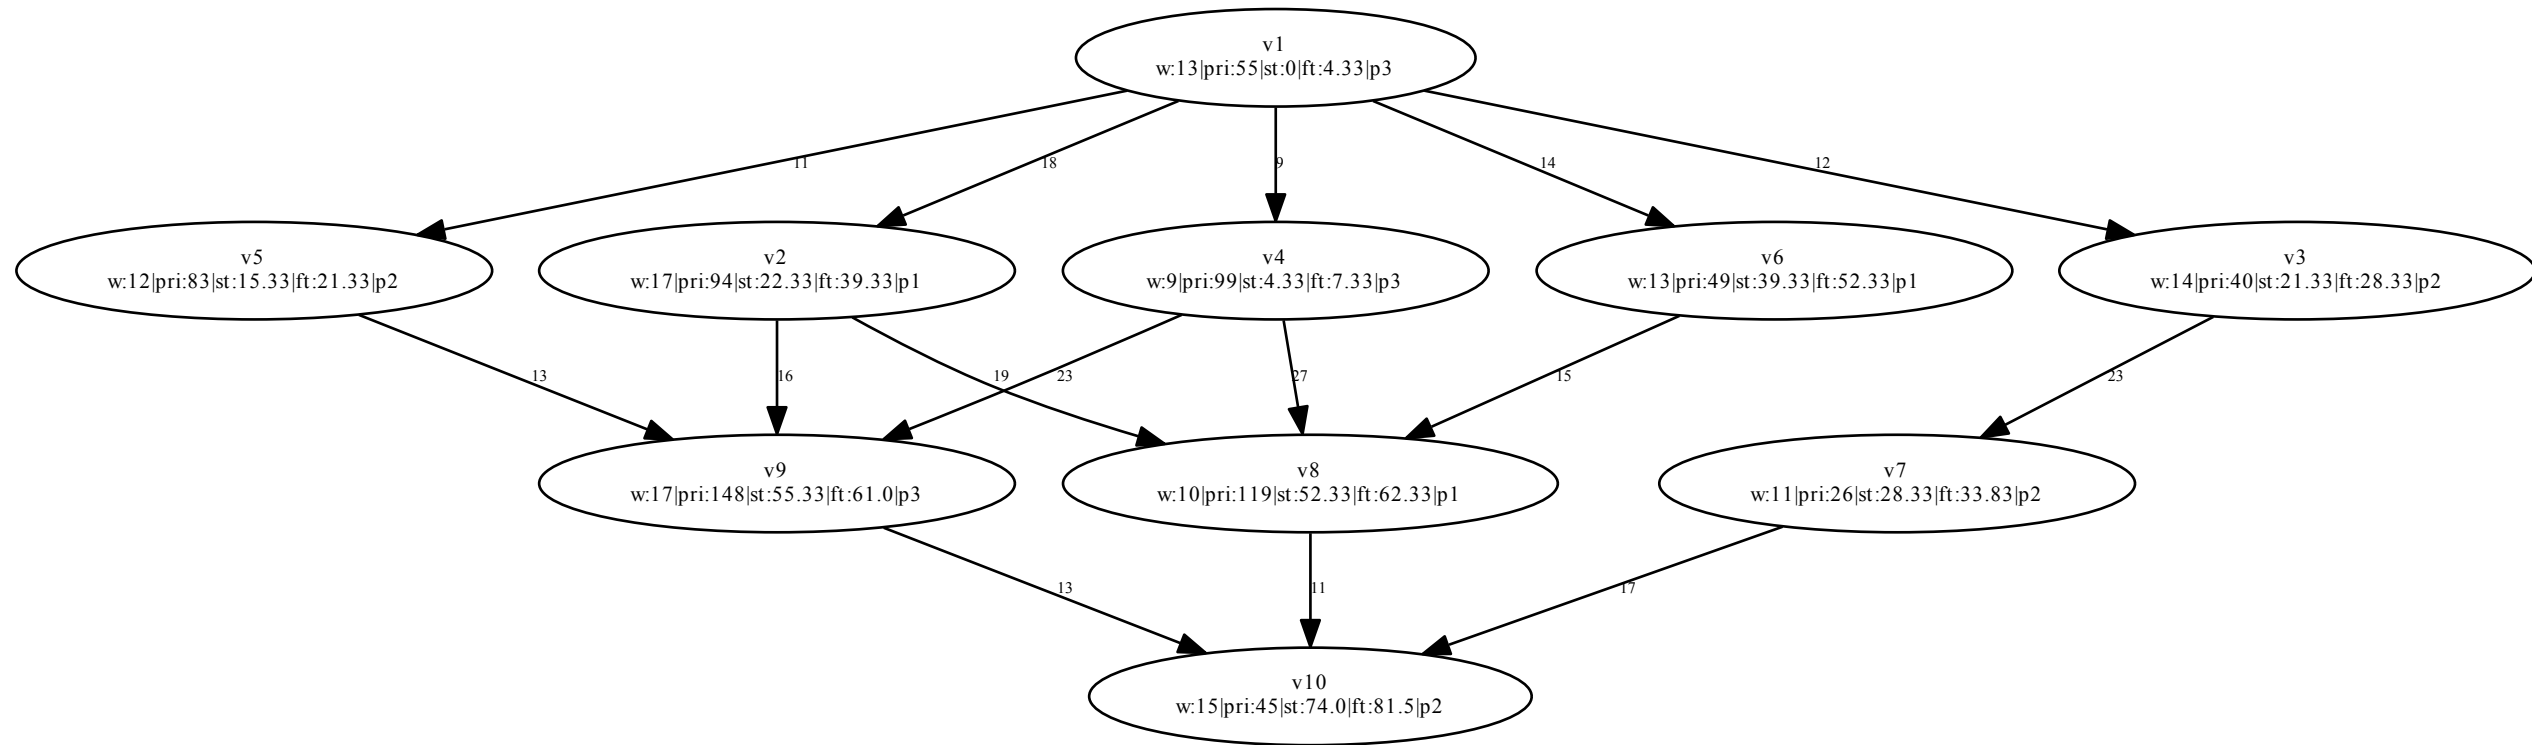 v1
w:13|pri:55|st:0|ft:4.33|p3
11
18
9
14
12
v5
w:12|pri:83|st:15.33|ft:21.33|p2
v2
w:17|pri:94|st:22.33|ft:39.33|p1
v4
w:9|pri:99|st:4.33|ft:7.33|p3
v6
w:13|pri:49|st:39.33|ft:52.33|p1
v3
w:14|pri:40|st:21.33|ft:28.33|p2
13
16
19
23
27
15
23
v9
w:17|pri:148|st:55.33|ft:61.0|p3
v8
w:10|pri:119|st:52.33|ft:62.33|p1
v7
w:11|pri:26|st:28.33|ft:33.83|p2
13
11
17
v10
w:15|pri:45|st:74.0|ft:81.5|p2